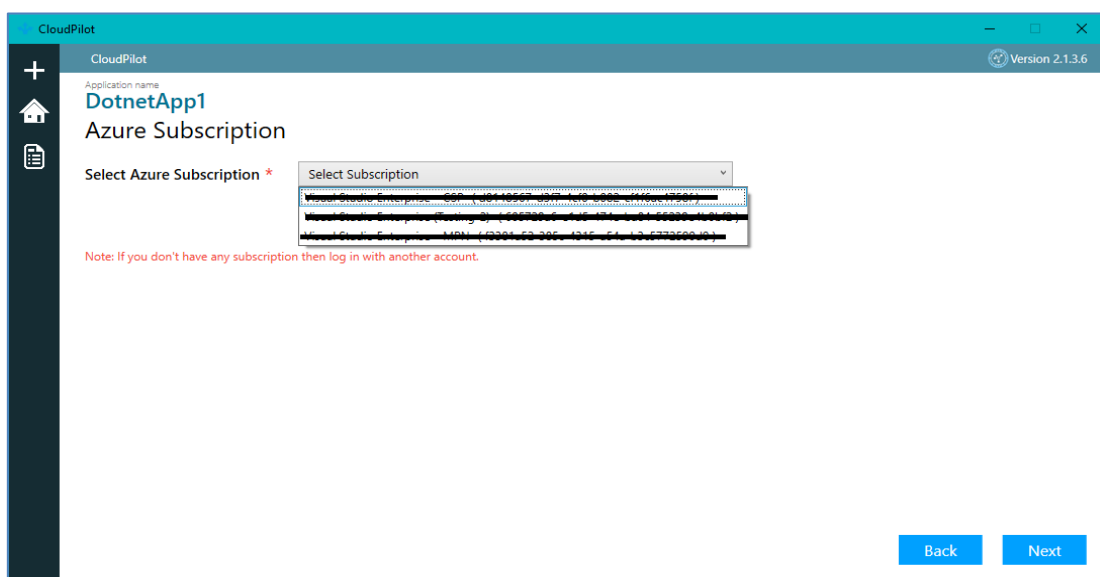 CloudPilot
CloudPilot
Version 2.1.3.6
Application name
DotnetApp1
Azure Subscription
Select Azure Subscription *
Select Subscription
Note: If you don't have any subscription then log in with another account.
Back
Next